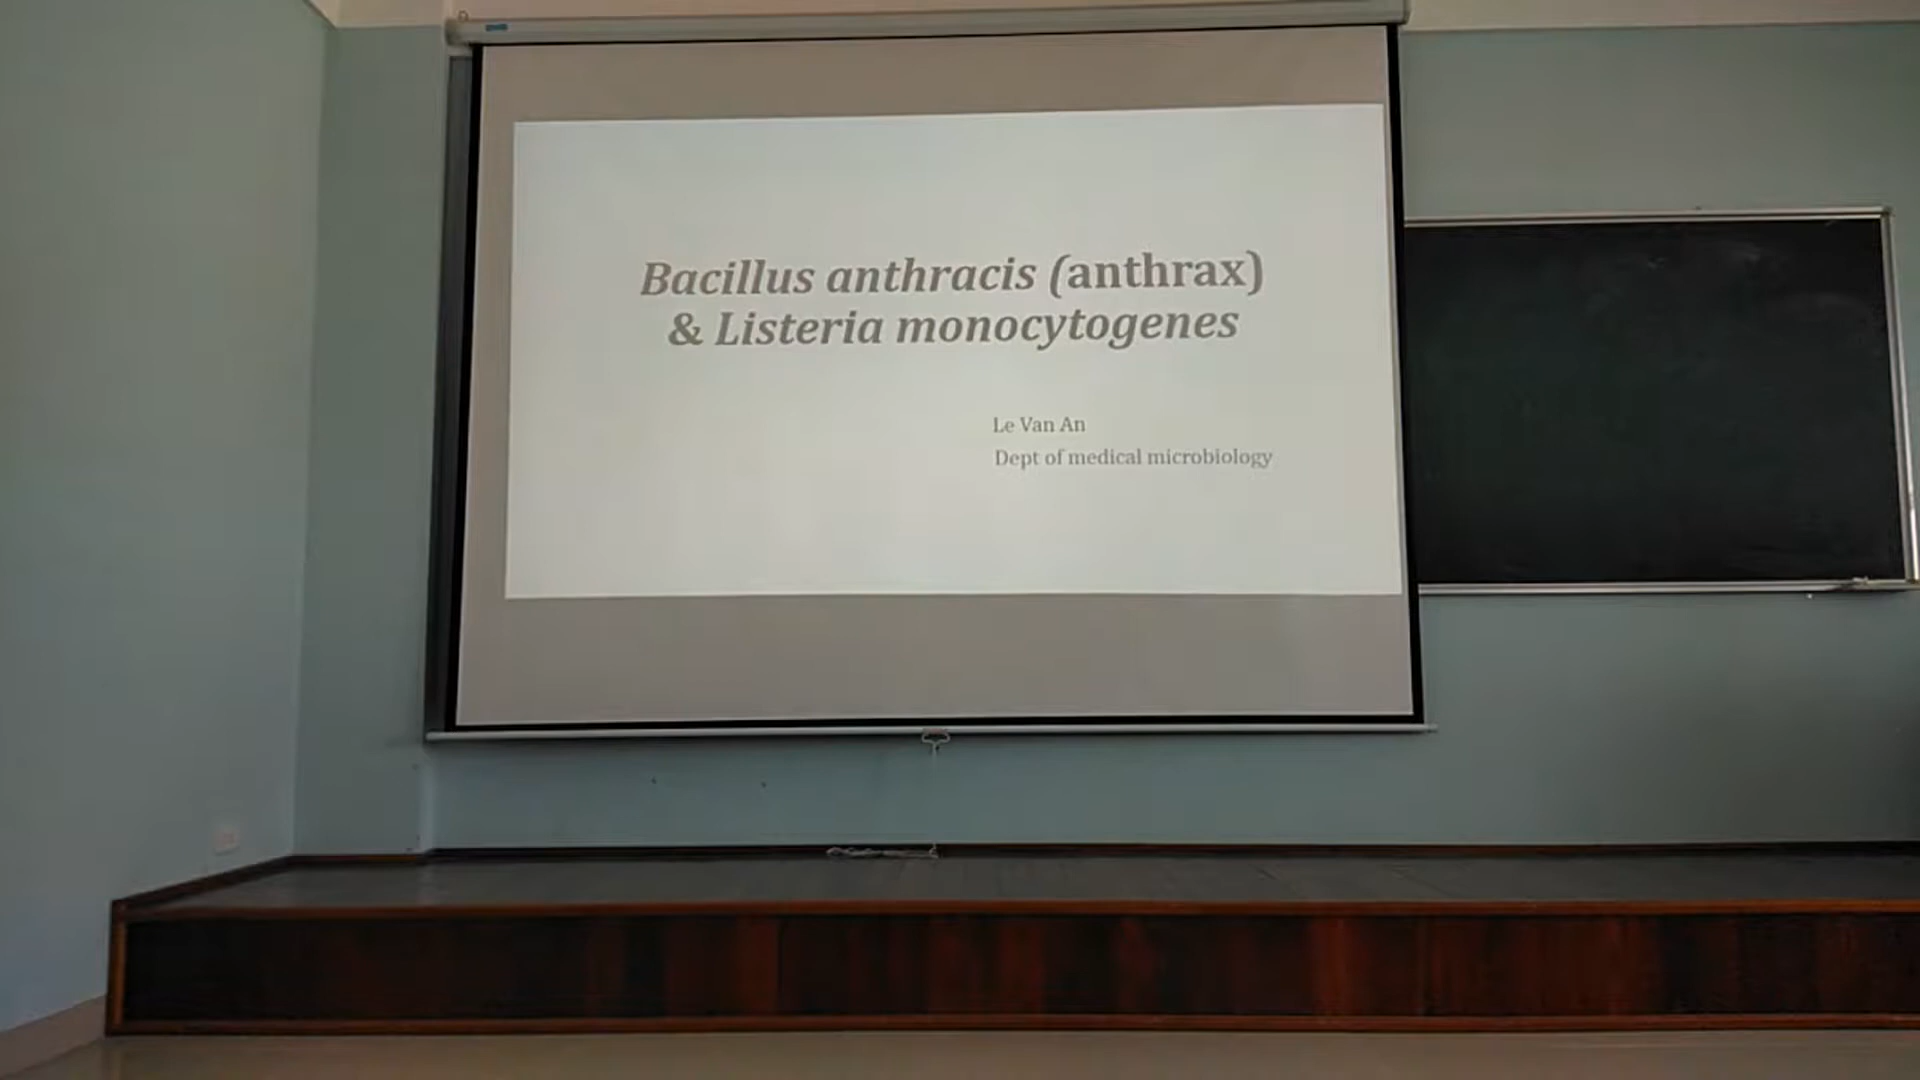 Bacillus anthracis (anthrax)
& Listeria monocytogenes
Le Van An
Dept of medical microbiology